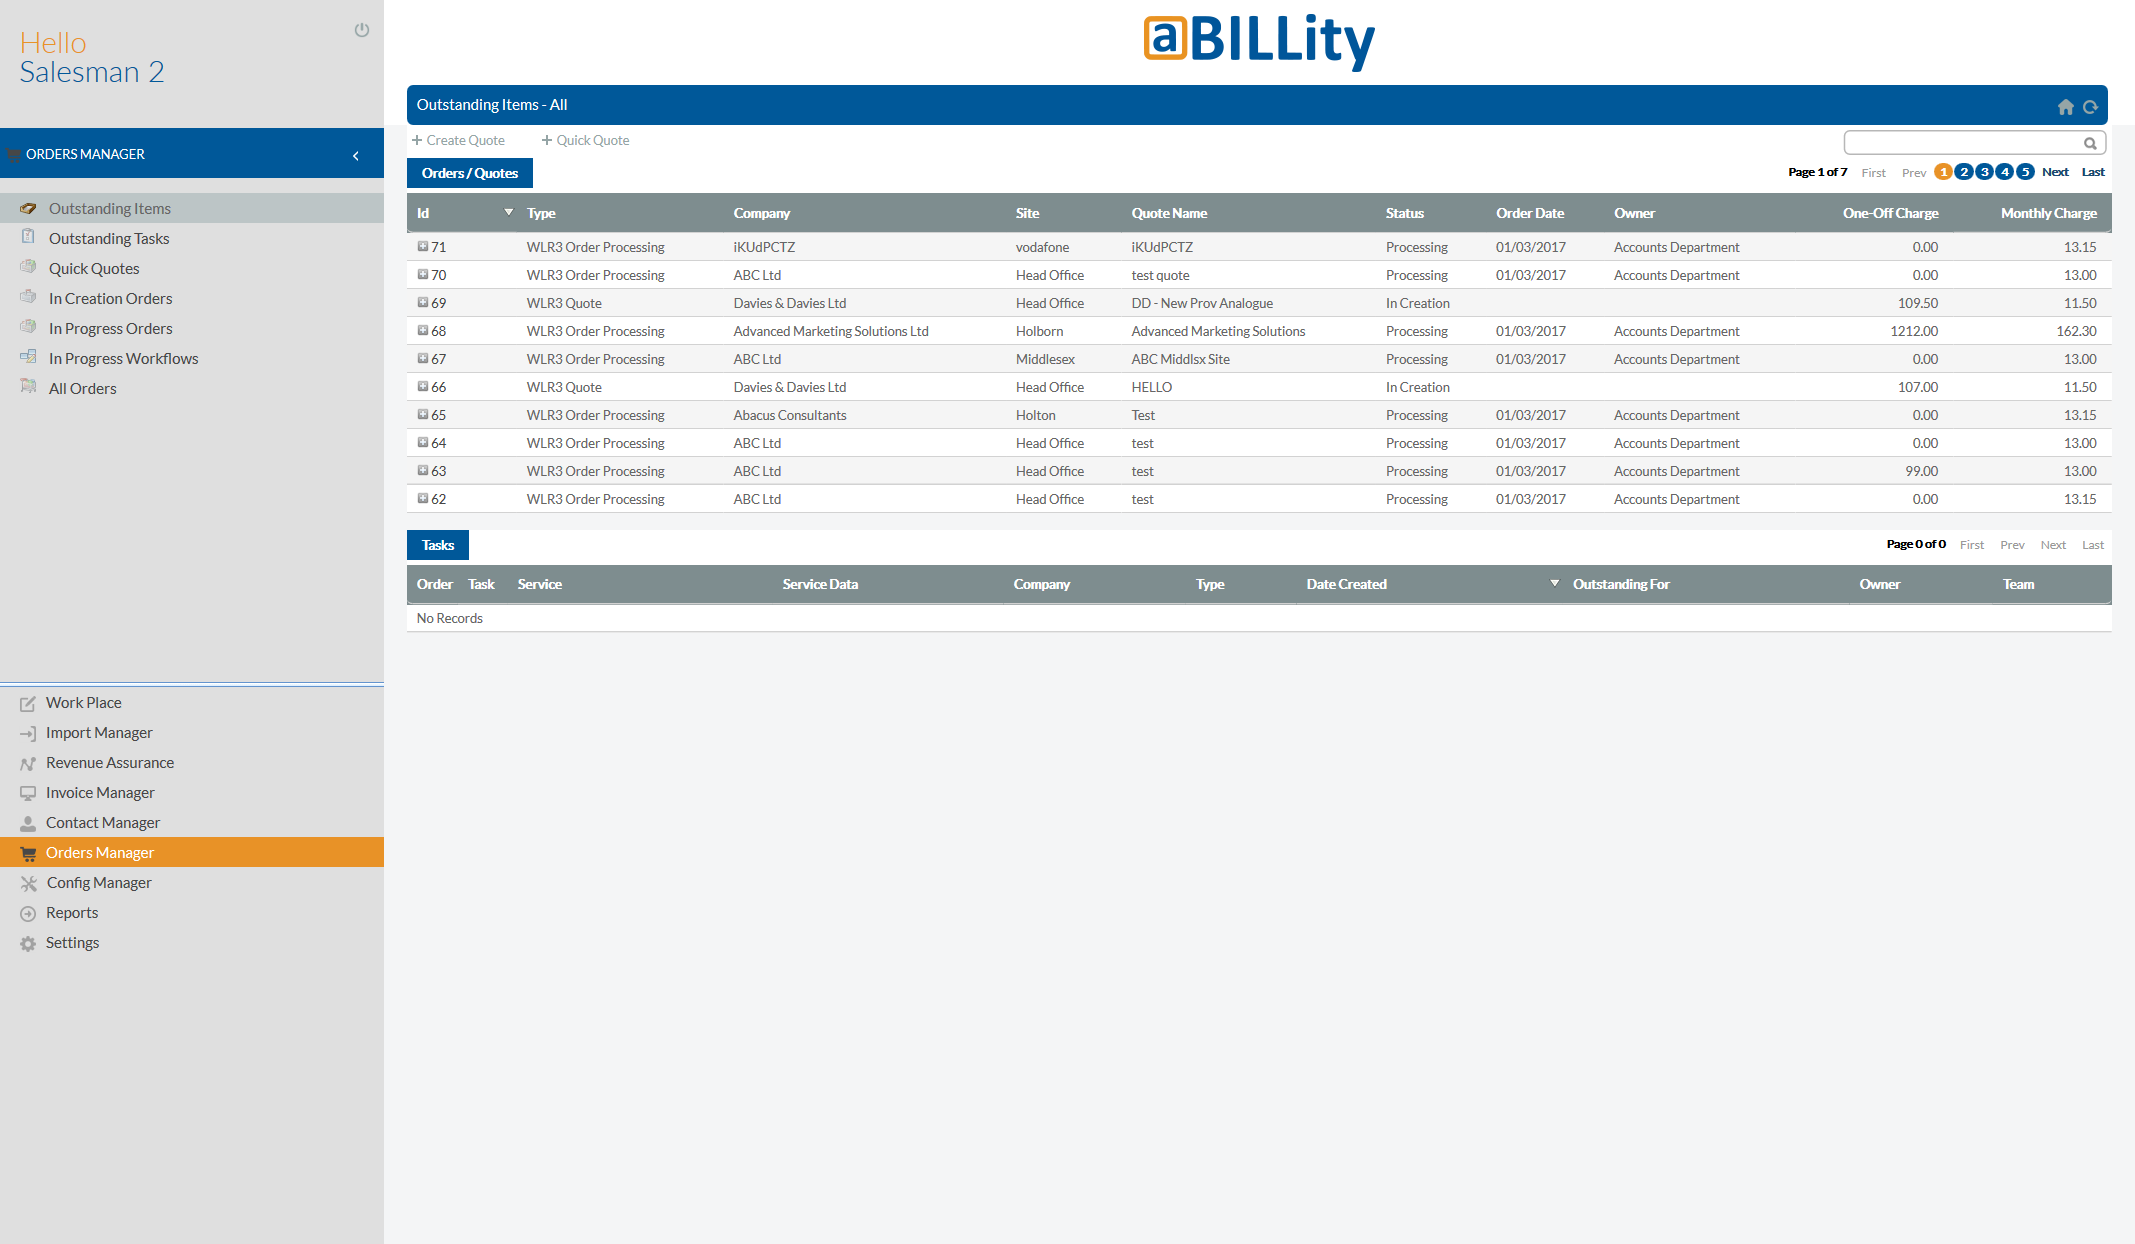 Hello
Salesman 2
aBILLity
ORDERS MANAGER
Outstanding Items
Outstanding Tasks
Quick Quotes
In Creation Orders
In Progress Orders
In Progress Workflows
All Orders
Work Place
Import Manager
Revenue Assurance
Invoice Manager
Contact Manager
Orders Manager
Config Manager
Reports
Settings
Outstanding Items - All
+ Create Quote + Quick Quote
Orders / Quotes Page 1 of 7 First Prev 1 2 3 4 5 Next Last
Id Type Company Site Quote Name Status Order Date Owner One-Off Charge Monthly Charge
71 WLR3 Order Processing iKUdPCTZ vodafone iKUdPCTZ Processing 01/03/2017 Accounts Department 0.00 13.15
70 WLR3 Order Processing ABC Ltd Head Office test quote Processing 01/03/2017 Accounts Department 0.00 13.00
69 WLR3 Quote Davies & Davies Ltd Head Office DD - New Prov Analogue In Creation 109.50 11.50
68 WLR3 Order Processing Advanced Marketing Solutions Ltd Holborn Advanced Marketing Solutions Processing 01/03/2017 Accounts Department 1212.00 162.30
67 WLR3 Order Processing ABC Ltd Middlesex ABC Middlsx Site Processing 01/03/2017 Accounts Department 0.00 13.00
66 WLR3 Quote Davies & Davies Ltd Head Office HELLO In Creation 107.00 11.50
65 WLR3 Order Processing Abacus Consultants Holton Test Processing 01/03/2017 Accounts Department 0.00 13.15
64 WLR3 Order Processing ABC Ltd Head Office test Processing 01/03/2017 Accounts Department 0.00 13.00
63 WLR3 Order Processing ABC Ltd Head Office test Processing 01/03/2017 Accounts Department 99.00 13.00
62 WLR3 Order Processing ABC Ltd Head Office test Processing 01/03/2017 Accounts Department 0.00 13.15
Tasks Page 0 of 0 First Prev Next Last
Order Task Service Service Data Company Type Date Created Outstanding For Owner Team
No Records